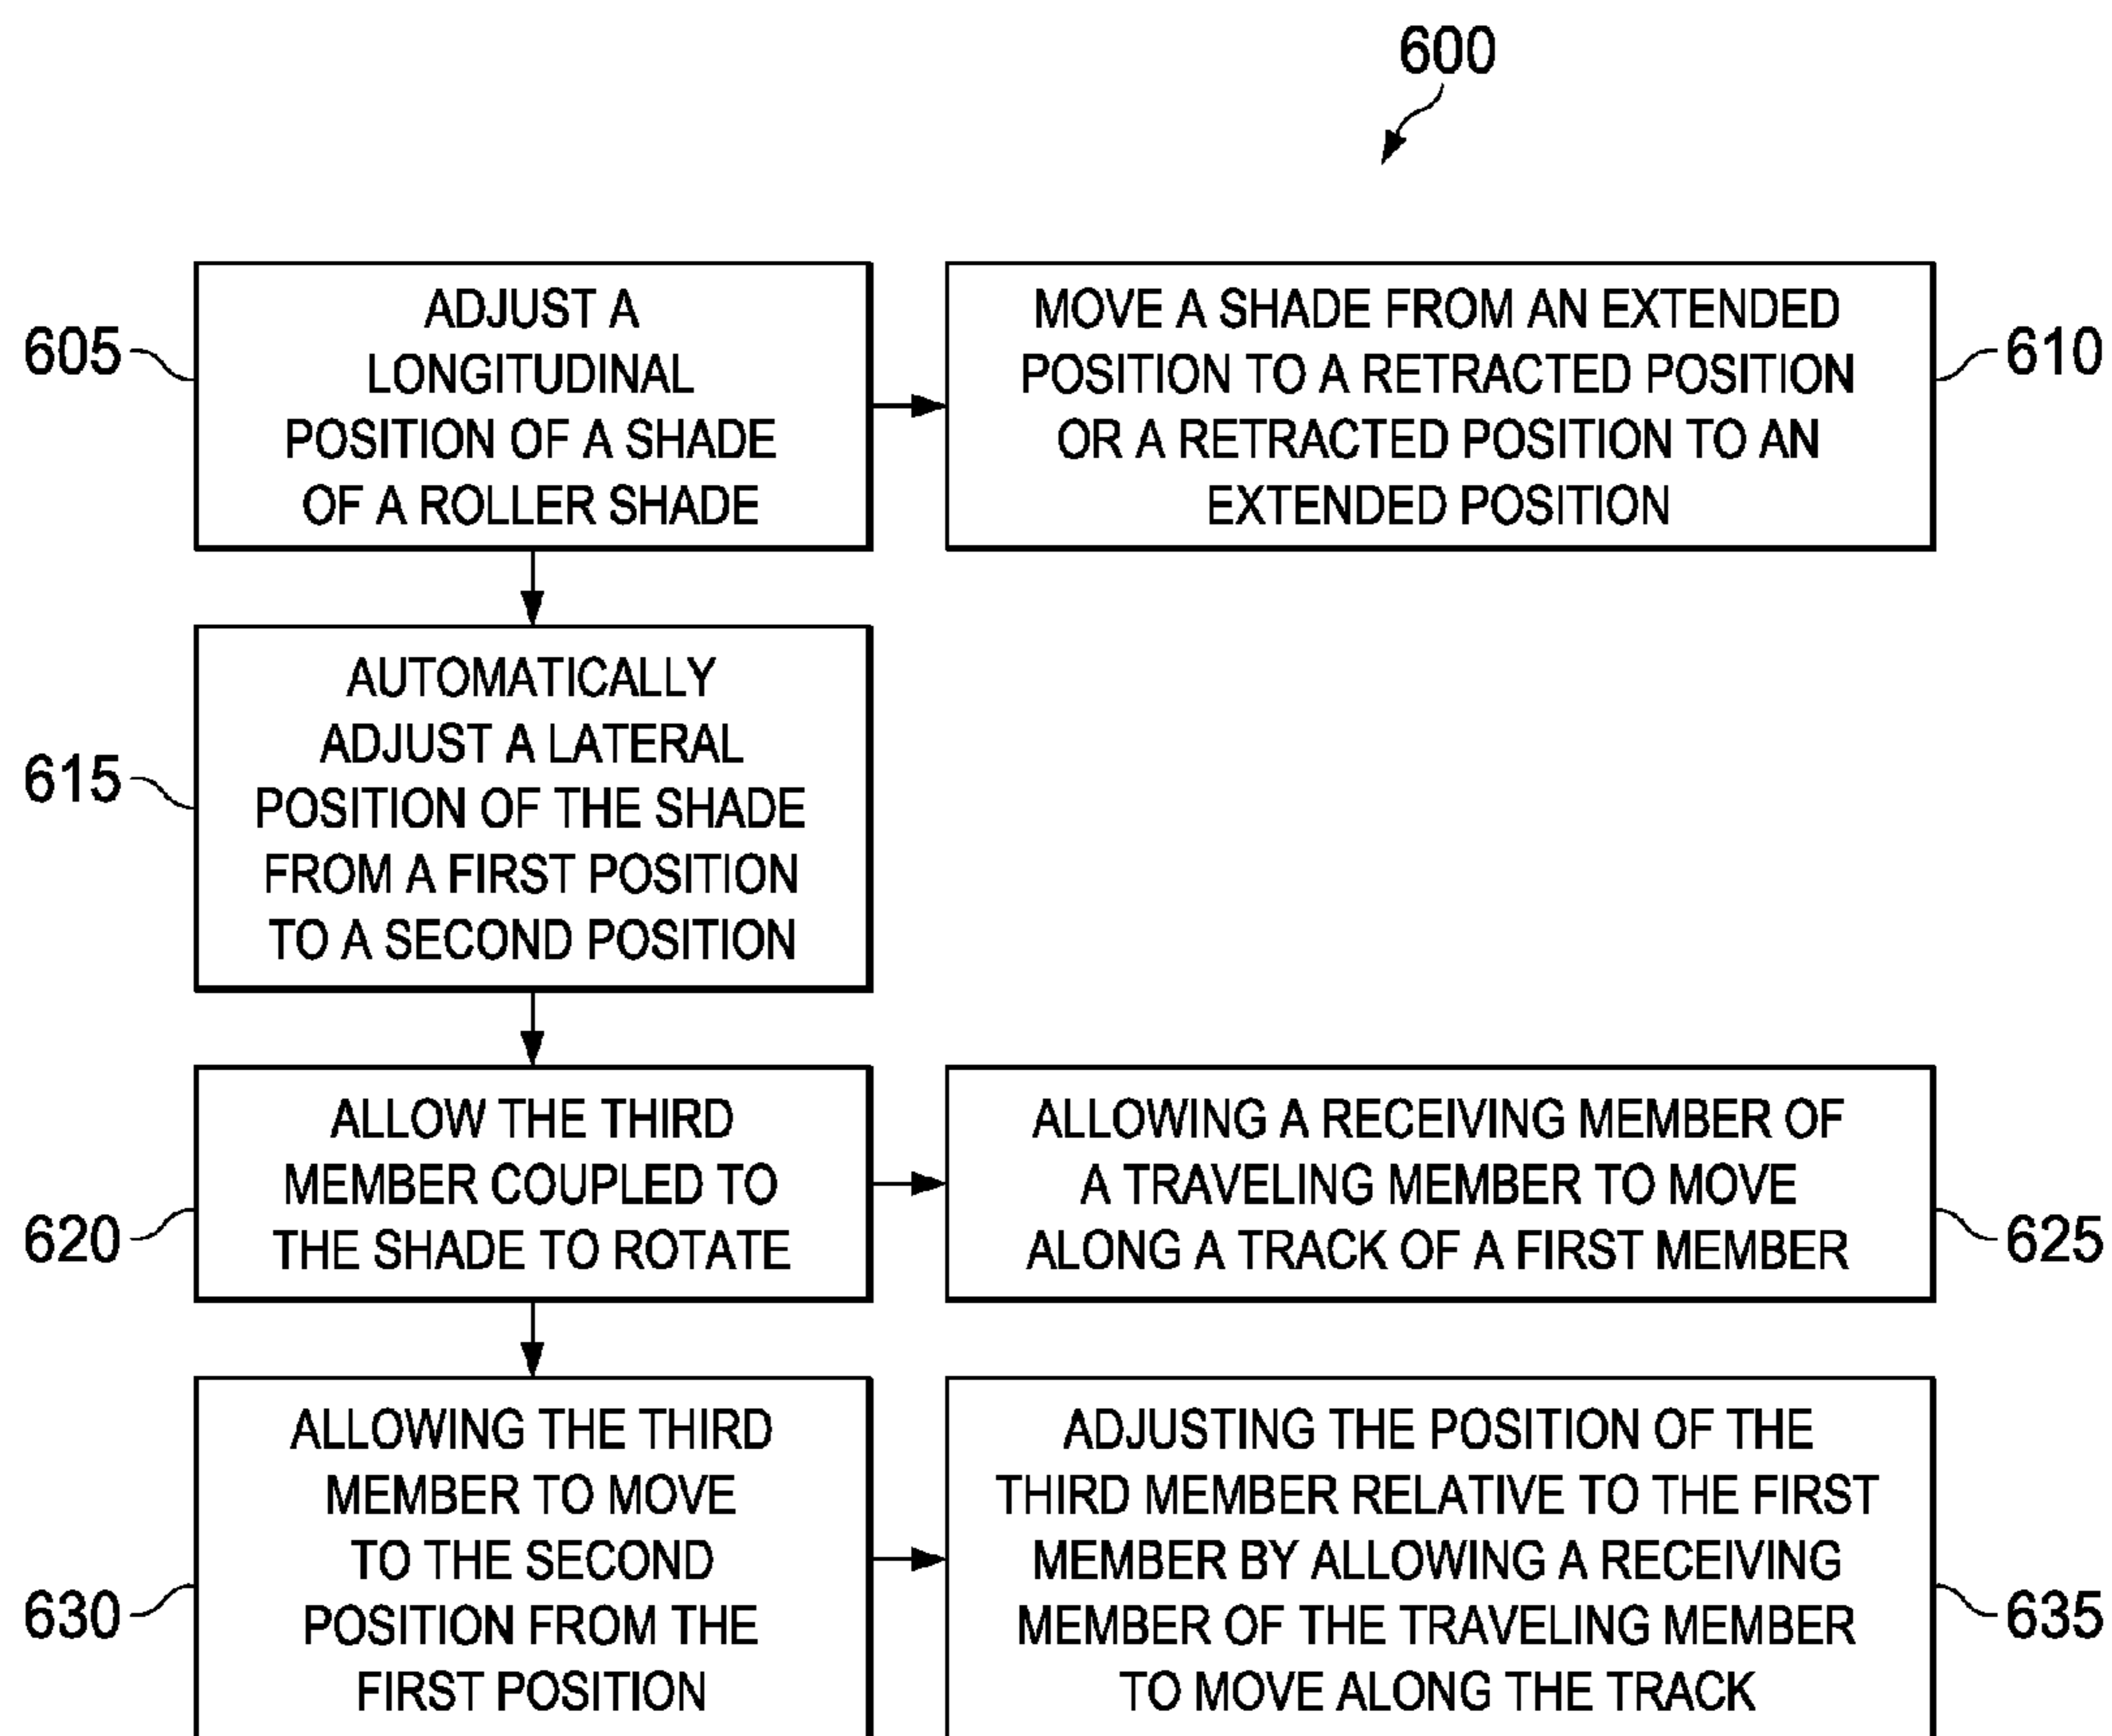 600
605
ADJUST A
LONGITUDINAL
POSITION OF A SHADE
OF A ROLLER SHADE
MOVE A SHADE FROM AN EXTENDED
POSITION TO A RETRACTED POSITION
OR A RETRACTED POSITION TO AN
EXTENDED POSITION
610
615
AUTOMATICALLY
ADJUST A LATERAL
POSITION OF THE SHADE
FROM A FIRST POSITION
TO A SECOND POSITION
620
ALLOW THE THIRD
MEMBER COUPLED TO
THE SHADE TO ROTATE
ALLOWING A RECEIVING MEMBER OF
A TRAVELING MEMBER TO MOVE
ALONG A TRACK OF A FIRST MEMBER
625
630
ALLOWING THE THIRD
MEMBER TO MOVE
TO THE SECOND
POSITION FROM THE
FIRST POSITION
ADJUSTING THE POSITION OF THE
THIRD MEMBER RELATIVE TO THE FIRST
MEMBER BY ALLOWING A RECEIVING
MEMBER OF THE TRAVELING MEMBER
TO MOVE ALONG THE TRACK
635